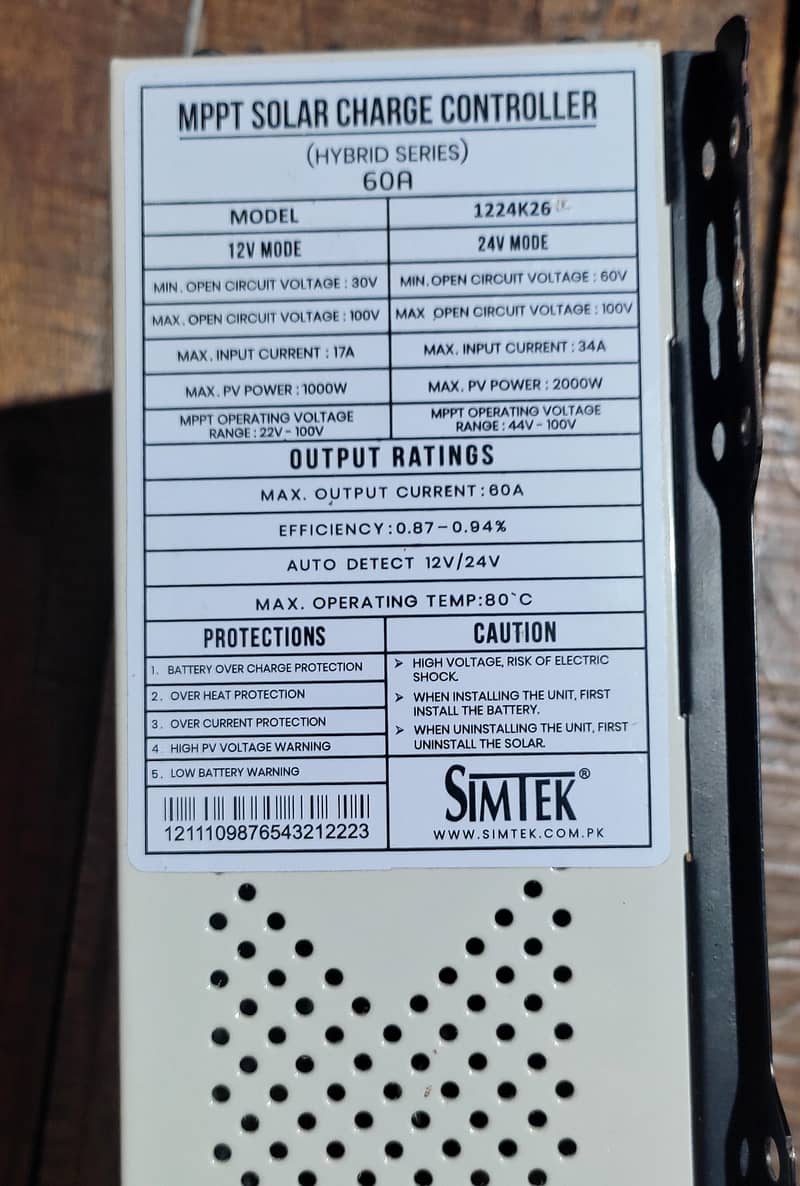 MPPT SOLAR CHARGE CONTROLLER
(HYBRID SERIES)
60A
MODEL
1224K26
12V MODE
24V MODE
MIN. OPEN CIRCUIT VOLTAGE : 30V
MIN. OPEN CIRCUIT VOLTAGE : 60V
MAX. OPEN CIRCUIT VOLTAGE : 100V
MAX OPEN CIRCUIT VOLTAGE : 100V
MAX. INPUT CURRENT : 17A
MAX. INPUT CURRENT : 34A
MAX. PV POWER : 1000W
MAX. PV POWER : 2000W
MPPT OPERATING VOLTAGE
RANGE : 22V - 100V
MPPT OPERATING VOLTAGE
RANGE : 44V - 100V
OUTPUT RATINGS
MAX. OUTPUT CURRENT:60A
EFFICIENCY:0.87-0.94%
AUTO DETECT 12V/24V
MAX. OPERATING TEMP:80`C
PROTECTIONS
1. BATTERY OVER CHARGE PROTECTION
2. OVER HEAT PROTECTION
3. OVER CURRENT PROTECTION
4 HIGH PV VOLTAGE WARNING
5. LOW BATTERY WARNING
CAUTION
➤ HIGH VOLTAGE, RISK OF ELECTRIC
SHOCK.
➤ WHEN INSTALLING THE UNIT, FIRST
INSTALL THE BATTERY.
➤ WHEN UNINSTALLING THE UNIT, FIRST
UNINSTALL THE SOLAR.
1211109876543212223
SIMTEK®
WWW.SIMTEK.COM.PK